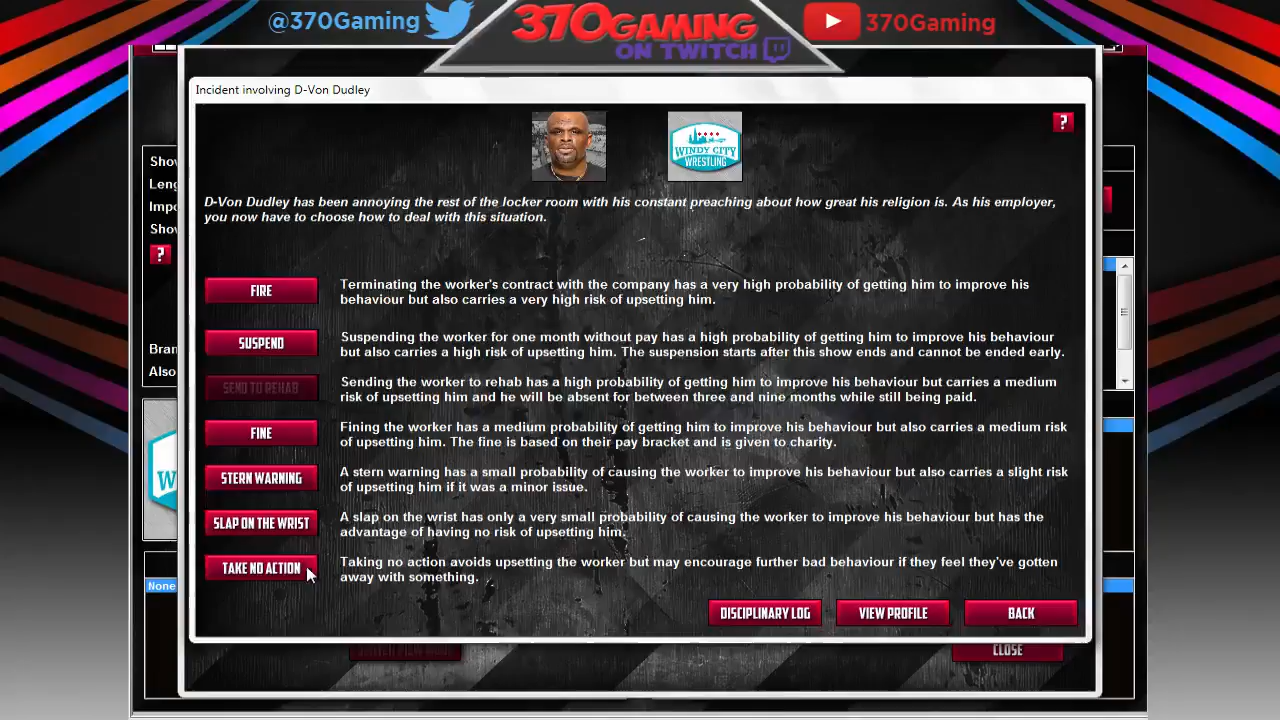 @370Gaming
370GAMING
ON TWITCH
370Gaming
Incident involving D-Von Dudley
?
WINDY CITY
WRESTLING
D-Von Dudley has been annoying the rest of the locker room with his constant preaching about how great his religion is. As his employer,
you now have to choose how to deal with this situation.
Show
Leng
Impo
Show
?
FIRE
Terminating the worker's contract with the company has a very high probability of getting him to improve his
behaviour but also carries a very high risk of upsetting him.
SUSPEND
Suspending the worker for one month without pay has a high probability of getting him to improve his behaviour
but also carries a high risk of upsetting him. The suspension starts after this show ends and cannot be ended early.
Bran
Also
SEND TO REHAB
Sending the worker to rehab has a high probability of getting him to improve his behaviour but carries a medium
risk of upsetting him and he will be absent for between three and nine months while still being paid.
FINE
Fining the worker has a medium probability of getting him to improve his behaviour but also carries a medium risk
of upsetting him. The fine is based on their pay bracket and is given to charity.
STERN WARNING
A stern warning has a small probability of causing the worker to improve his behaviour but also carries a slight risk
of upsetting him if it was a minor issue.
SLAP ON THE WRIST
A slap on the wrist has only a very small probability of causing the worker to improve his behaviour but has the
advantage of having no risk of upsetting him.
TAKE NO ACTION
Taking no action avoids upsetting the worker but may encourage further bad behaviour if they feel they've gotten
away with something.
None
DISCIPLINARY LOG
VIEW PROFILE
BACK
CLOSE